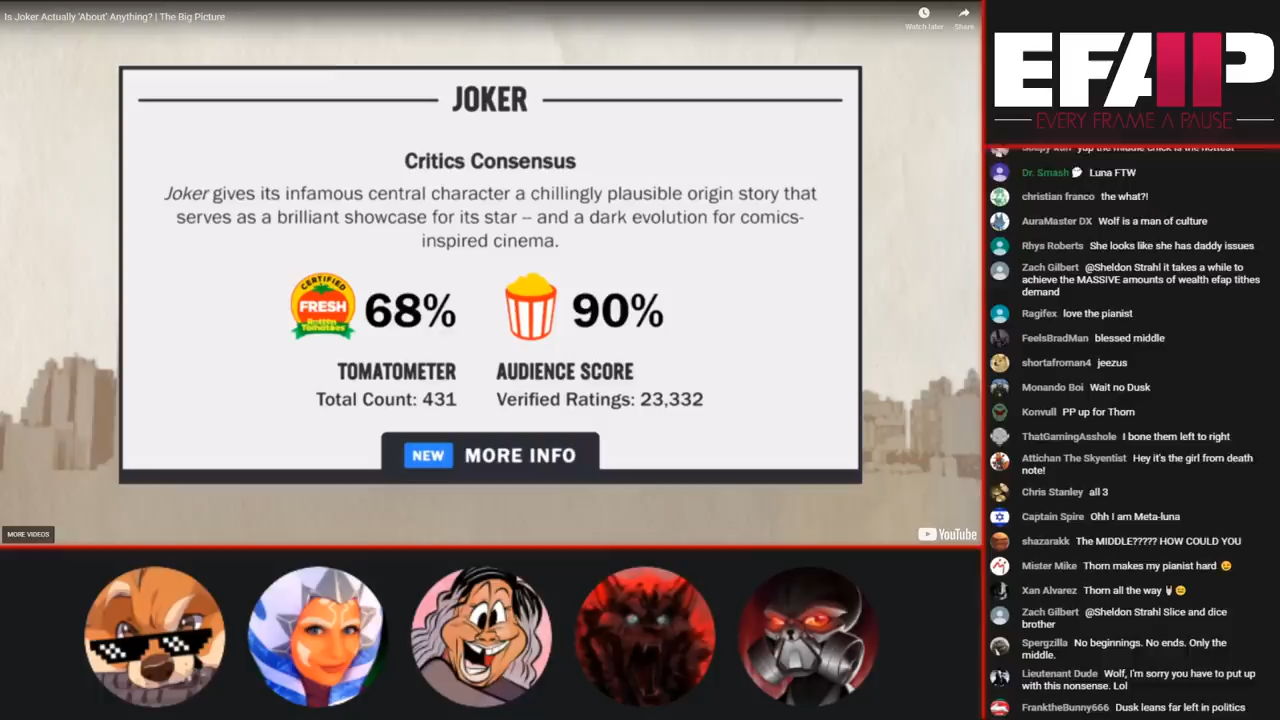 Is Joker Actually 'About' Anything? | The Big Picture
Watch later
Share
JOKER
Critics Consensus
Joker gives its infamous central character a chillingly plausible origin story that
serves as a brilliant showcase for its star – and a dark evolution for comics-
inspired cinema.
CERTIFIED
FRESH
Rotten
Tomatoes
68%
90%
TOMATOMETER
AUDIENCE SCORE
Total Count: 431
Verified Ratings: 23,332
NEW
MORE INFO
MORE VIDEOS
YouTube
EFAP
EVERY FRAME A PAUSE
yup the middle chick is the hottest
Dr. Smash Luna FTW
christian franco the what?!
AuraMaster DX Wolf is a man of culture
Rhys Roberts She looks like she has daddy issues
Zach Gilbert @Sheldon Strahl it takes a while to
achieve the MASSIVE amounts of wealth efap tithes
demand
Ragifex love the pianist
FeelsBradMan blessed middle
shortafroman4 jeezus
Monando Boi Wait no Dusk
Konvull PP up for Thorn
ThatGamingAsshole I bone them left to right
Attichan The Skyentist Hey it's the girl from death
note!
Chris Stanley all 3
Captain Spire Ohh I am Meta-luna
shazarakk The MIDDLE????? HOW COULD YOU
Mister Mike Thorn makes my pianist hard
Xan Alvarez Thorn all the way
Zach Gilbert @Sheldon Strahl Slice and dice
brother
Spergzilla No beginnings. No ends. Only the
middle.
Lieutenant Dude Wolf, I'm sorry you have to put up
with this nonsense. Lol
FranktheBunny666 Dusk leans far left in politics